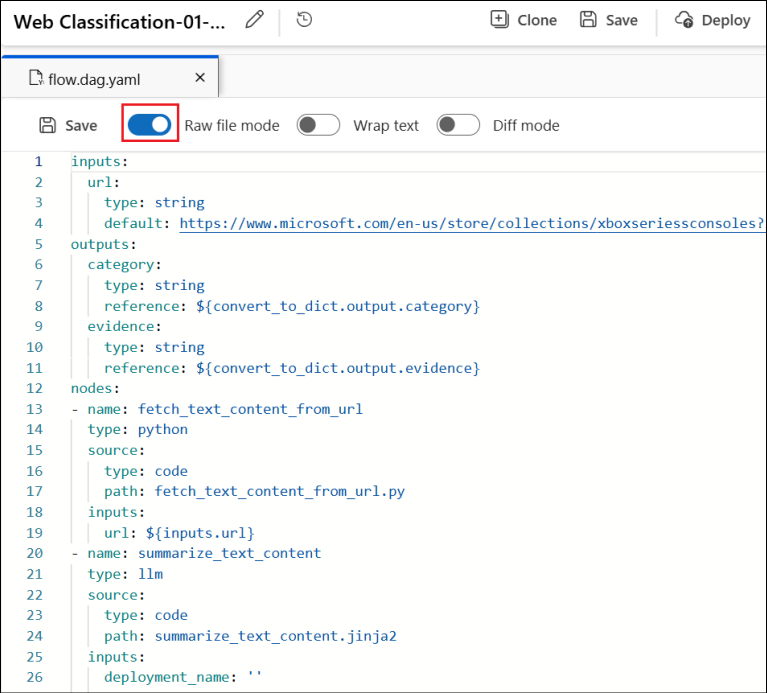 Web Classification-01-... Clone Save Deploy
flow.dag.yaml
Save Raw file mode Wrap text Diff mode
1 inputs:
2   url:
3     type: string
4     default: https://www.microsoft.com/en-us/store/collections/xboxseriessconsoles?
5 outputs:
6   category:
7     type: string
8     reference: ${convert_to_dict.output.category}
9   evidence:
10     type: string
11     reference: ${convert_to_dict.output.evidence}
12 nodes:
13 - name: fetch_text_content_from_url
14   type: python
15   source:
16     type: code
17     path: fetch_text_content_from_url.py
18   inputs:
19     url: ${inputs.url}
20 - name: summarize_text_content
21   type: llm
22   source:
23     type: code
24     path: summarize_text_content.jinja2
25   inputs:
26     deployment_name: ''